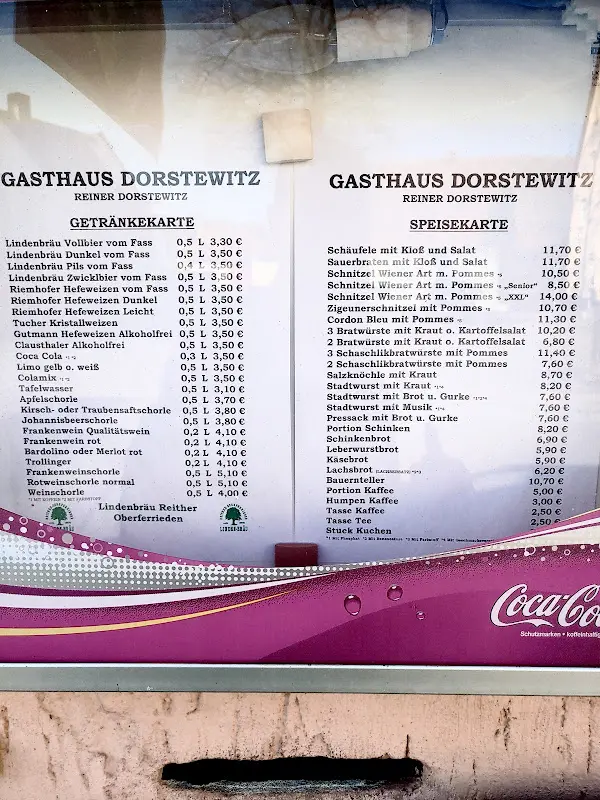 GASTHAUS DORSTEWITZ
REINER DORSTEWITZ
GETRÄNKEKARTE
Lindenbräu Vollbier vom Fass 0,5 L 3,30 €
Lindenbräu Dunkel vom Fass 0,5 L 3,50 €
Lindenbräu Pils vom Fass 0,4 L 3,50 €
Lindenbräu Zwicklbier vom Fass 0,5 L 3,50 €
Riemhofer Hefeweizen vom Fass 0,5 L 3,50 €
Riemhofer Hefeweizen Dunkel 0,5 L 3,50 €
Riemhofer Hefeweizen Leicht 0,5 L 3,50 €
Tucher Kristallweizen 0,5 L 3,50 €
Gutmann Hefeweizen Alkoholfrei 0,5 L 3,50 €
Clausthaler Alkoholfrei 0,5 L 3,50 €
Coca Cola *1 *2 0,3 L 3,50 €
Limo gelb o. weiß 0,5 L 3,50 €
Colamix *1 *2 0,5 L 3,50 €
Tafelwasser 0,5 L 3,10 €
Apfelschorle 0,5 L 3,70 €
Kirsch- oder Traubensaftschorle 0,5 L 3,80 €
Johannisbeerschorle 0,5 L 3,80 €
Frankenwein Qualitätswein 0,2 L 4,10 €
Frankenwein rot 0,2 L 4,10 €
Bardolino oder Merlot rot 0,2 L 4,10 €
Trollinger 0,2 L 4,10 €
Frankenweinschorle 0,5 L 5,10 €
Rotweinschorle normal 0,5 L 5,10 €
Weinschorle 0,5 L 4,00 €
*1 MIT KOFFEIN *2 MIT FARBSTOFF
* Lindenbräu Reither
Oberferrieden
LINDENBRÄU
GASTHAUS DORSTEWITZ
REINER DORSTEWITZ
SPEISEKARTE
Schäufele mit Kloß und Salat 11,70 €
Sauerbraten mit Kloß und Salat 11,70 €
Schnitzel Wiener Art m. Pommes 10,50 €
Schnitzel Wiener Art m. Pommes „Senior“ 8,50 €
Schnitzel Wiener Art m. Pommes „XXL“ 14,00 €
Zigeunerschnitzel mit Pommes 10,70 €
Cordon Bleu mit Pommes 11,30 €
3 Bratwürste mit Kraut o. Kartoffelsalat 10,20 €
2 Bratwürste mit Kraut o. Kartoffelsalat 6,80 €
3 Schaschlikbratwürste mit Pommes 11,40 €
2 Schaschlikbratwürste mit Pommes 7,60 €
Salzknöchle mit Kraut 8,70 €
Stadtwurst mit Kraut 8,20 €
Stadtwurst mit Brot u. Gurke 7,60 €
Stadtwurst mit Musik 7,60 €
Pressack mit Brot u. Gurke 7,60 €
Portion Schinken 8,20 €
Schinkenbrot 6,90 €
Leberwurstbrot 5,90 €
Käsebrot 5,90 €
Lachsbrot (LACHSERSATZ) 6,20 €
Bauernteller 10,70 €
Portion Kaffee 5,00 €
Humpen Kaffee 3,00 €
Tasse Kaffee 2,50 €
Tasse Tee 2,50 €
Stück Kuchen
Coca-Co
Schutzmarken • koffeinhaltig